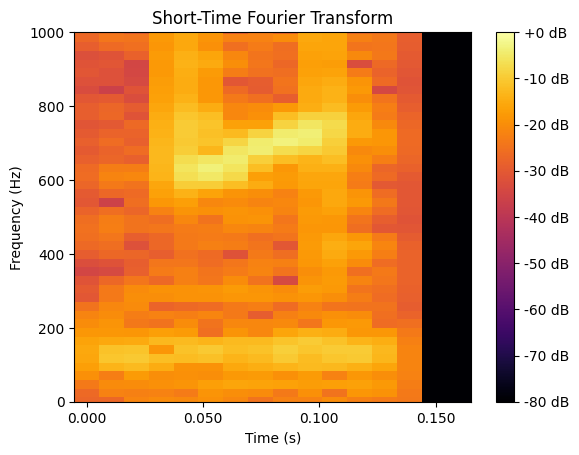 Short-Time Fourier Transform
Frequency (Hz)
1000
800
600
400
200
0
0.000
0.050
0.100
0.150
Time (s)
+0 dB
-10 dB
-20 dB
-30 dB
-40 dB
-50 dB
-60 dB
-70 dB
-80 dB